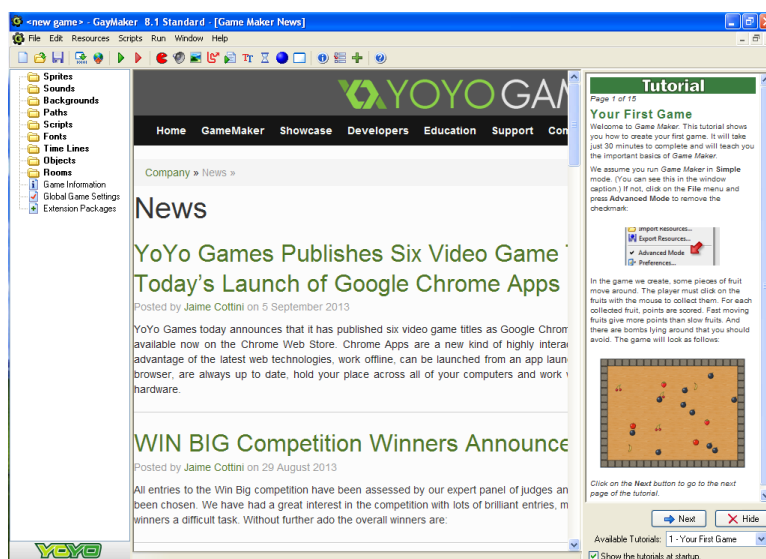 <new game> - GayMaker 8.1 Standard - [Game Maker News]
File Edit Resources Scripts Run Window Help
Sprites
Sounds
Backgrounds
Paths
Scripts
Fonts
Time Lines
Objects
Rooms
Game Information
Global Game Settings
Extension Packages
YOYO
YOYO GAM
Home GameMaker Showcase Developers Education Support Com
Company » News »
News
YoYo Games Publishes Six Video Game
Today's Launch of Google Chrome Apps
Posted by Jaime Cottini on 5 September 2013
YoYo Games today announces that it has published six video game titles as Google Chrom
available now on the Chrome Web Store. Chrome Apps are a new kind of highly interac
advantage of the latest web technologies, work offline, can be launched from an app laun
browser, are always up to date, hold your place across all of your computers and work
hardware.
WIN BIG Competition Winners Announce
Posted by Jaime Cottini on 29 August 2013
All entries to the Win Big competition have been assessed by our expert panel of judges an
been chosen. We have had a great interest in the competition with lots of brilliant entries, m
winners a difficult task. Without further ado the overall winners are:
Tutorial
Page 1 of 15
Your First Game
Welcome to Game Maker. This tutorial shows
you how to create your first game. It will take
just 30 minutes to complete and will teach you
the important basics of Game Maker.
We assume you run Game Maker in Simple
mode. (You can see this in the window
caption.) If not, click on the File menu and
press Advanced Mode to remove the
checkmark:
Import Resources...
Export Resources...
Advanced Mode
Preferences...
In the game we create, some pieces of fruit
move around. The player must click on the
fruits with the mouse to collect them. For each
collected fruit, points are scored. Fast moving
fruits give more points than slow fruits. And
there are bombs lying around that you should
avoid. The game will look as follows:
Click on the Next button to go to the next
page of the tutorial.
Next Hide
Available Tutorials: 1 - Your First Game
Show the tutorials at startup